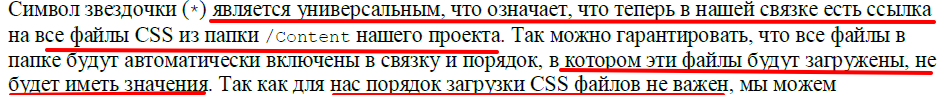 Символ звездочки (*) является универсальным, что означает, что теперь в нашей связке есть ссылка
на все файлы CSS из папки /Content нашего проекта. Так можно гарантировать, что все файлы в
папке будут автоматически включены в связку и порядок, в котором эти файлы будут загружены, не
будет иметь значения. Так как для нас порядок загрузки CSS файлов не важен, мы можем